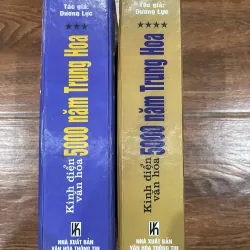 Tác giả:
Dương Lực
★★★
Kinh điển
văn hóa
5000 năm Trung Hoa
NHÀ XUẤT BẢN
VĂN HÓA THÔNG TIN
Tác giả:
Dương Lực
★★★★
Kinh điển
văn hóa
5000 năm Trung Hoa
NHÀ XUẤT BẢN
VĂN HÓA THÔNG TIN